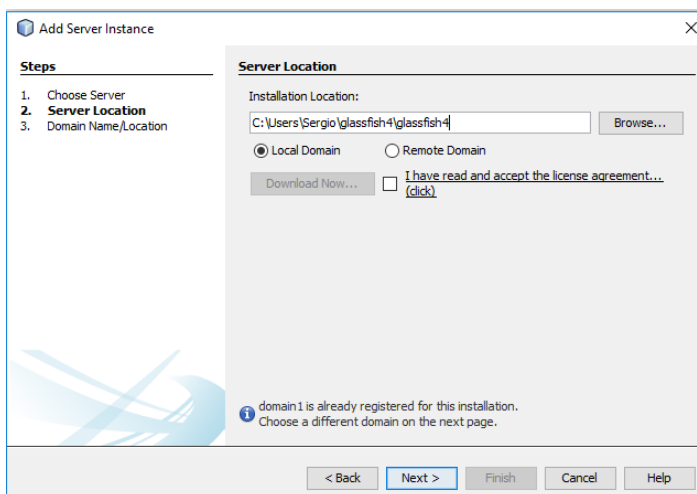 Add Server Instance
Steps
1. Choose Server
2. Server Location
3. Domain Name/Location
Server Location
Installation Location:
C:\Users\Sergio\glassfish4\glassfish4
Browse...
Local Domain
Remote Domain
Download Now...
I have read and accept the license agreement...
(click)
domain1 is already registered for this installation.
Choose a different domain on the next page.
< Back
Next >
Finish
Cancel
Help